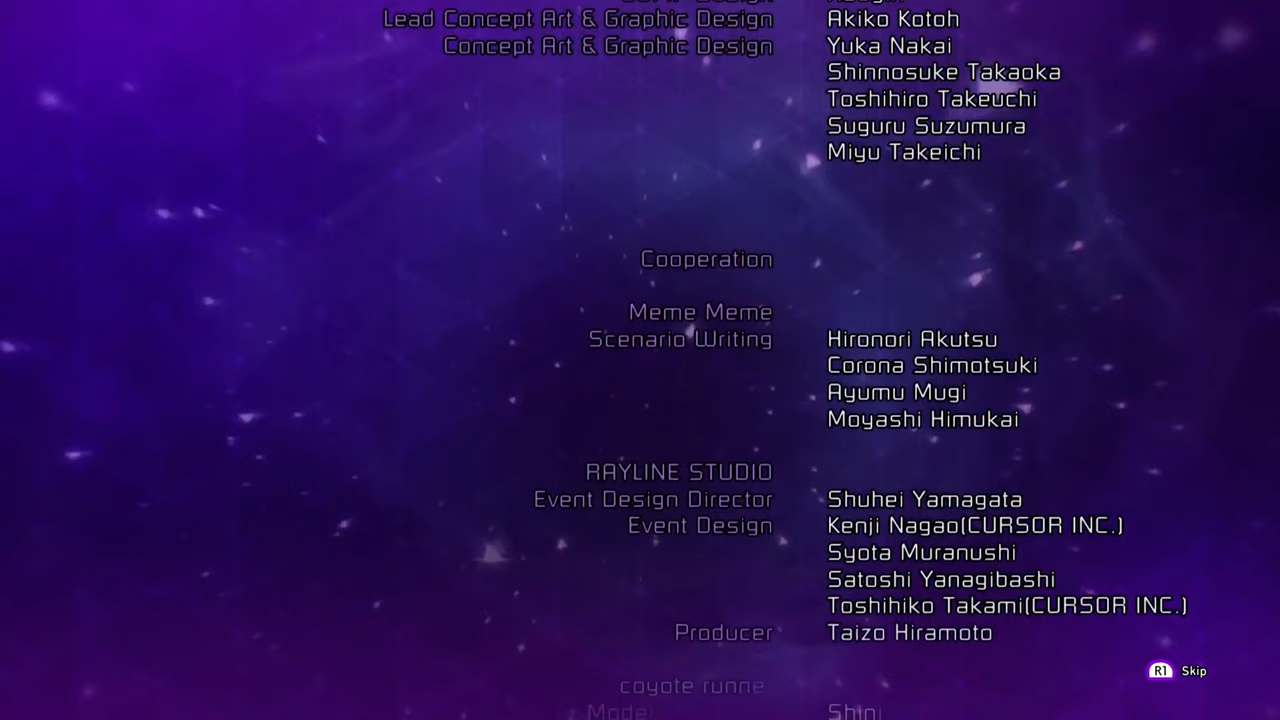 Lead Concept Art & Graphic Design Akiko Kotoh
Concept Art & Graphic Design Yuka Nakai
Shinnosuke Takaoka
Toshihiro Takeuchi
Suguru Suzumura
Miyu Takeichi
Cooperation
Meme Meme
Scenario Writing Hironori Akutsu
Corona Shimotsuki
Ayumu Mugi
Moyashi Himukai
RAYLINE STUDIO
Event Design Director Shuhei Yamagata
Event Design Kenji Nagao(CURSOR INC.)
Syota Muranushi
Satoshi Yanagibashi
Toshihiko Takami(CURSOR INC.)
Producer Taizo Hiramoto
R1 Skip
coyote runne